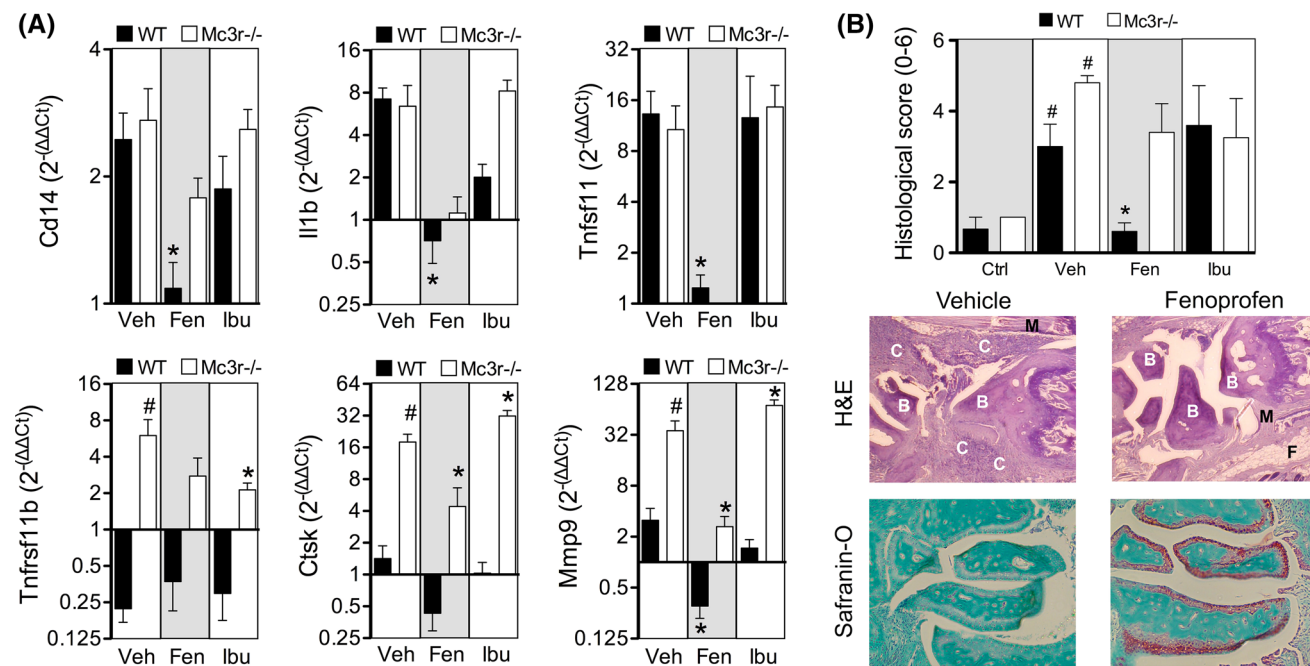 (A)
WT Mc3r-/-
Cd14 (2-(ΔΔCt))
4
2
1
Veh Fen Ibu
*
WT Mc3r-/-
Il1b (2-(ΔΔCt))
16
8
4
2
1
0.5
0.25
Veh Fen Ibu
*
WT Mc3r-/-
Tnfsf11 (2-(ΔΔCt))
32
16
8
4
2
1
Veh Fen Ibu
*
WT Mc3r-/-
Tnfrsf11b (2-(ΔΔCt))
16
8
4
2
1
0.5
0.25
0.125
Veh Fen Ibu
# *
WT Mc3r-/-
Ctsk (2-(ΔΔCt))
64
32
16
8
4
2
1
0.5
0.25
Veh Fen Ibu
# * *
WT Mc3r-/-
Mmp9 (2-(ΔΔCt))
128
32
8
2
0.5
0.125
Veh Fen Ibu
# * * *
(B)
WT Mc3r-/-
Histological score (0-6)
6
4
2
0
# # *
Ctrl Veh Fen Ibu
Vehicle Fenoprofen
H&E
M
C C
B B
C
C
B B
B
M
F
Safranin-O